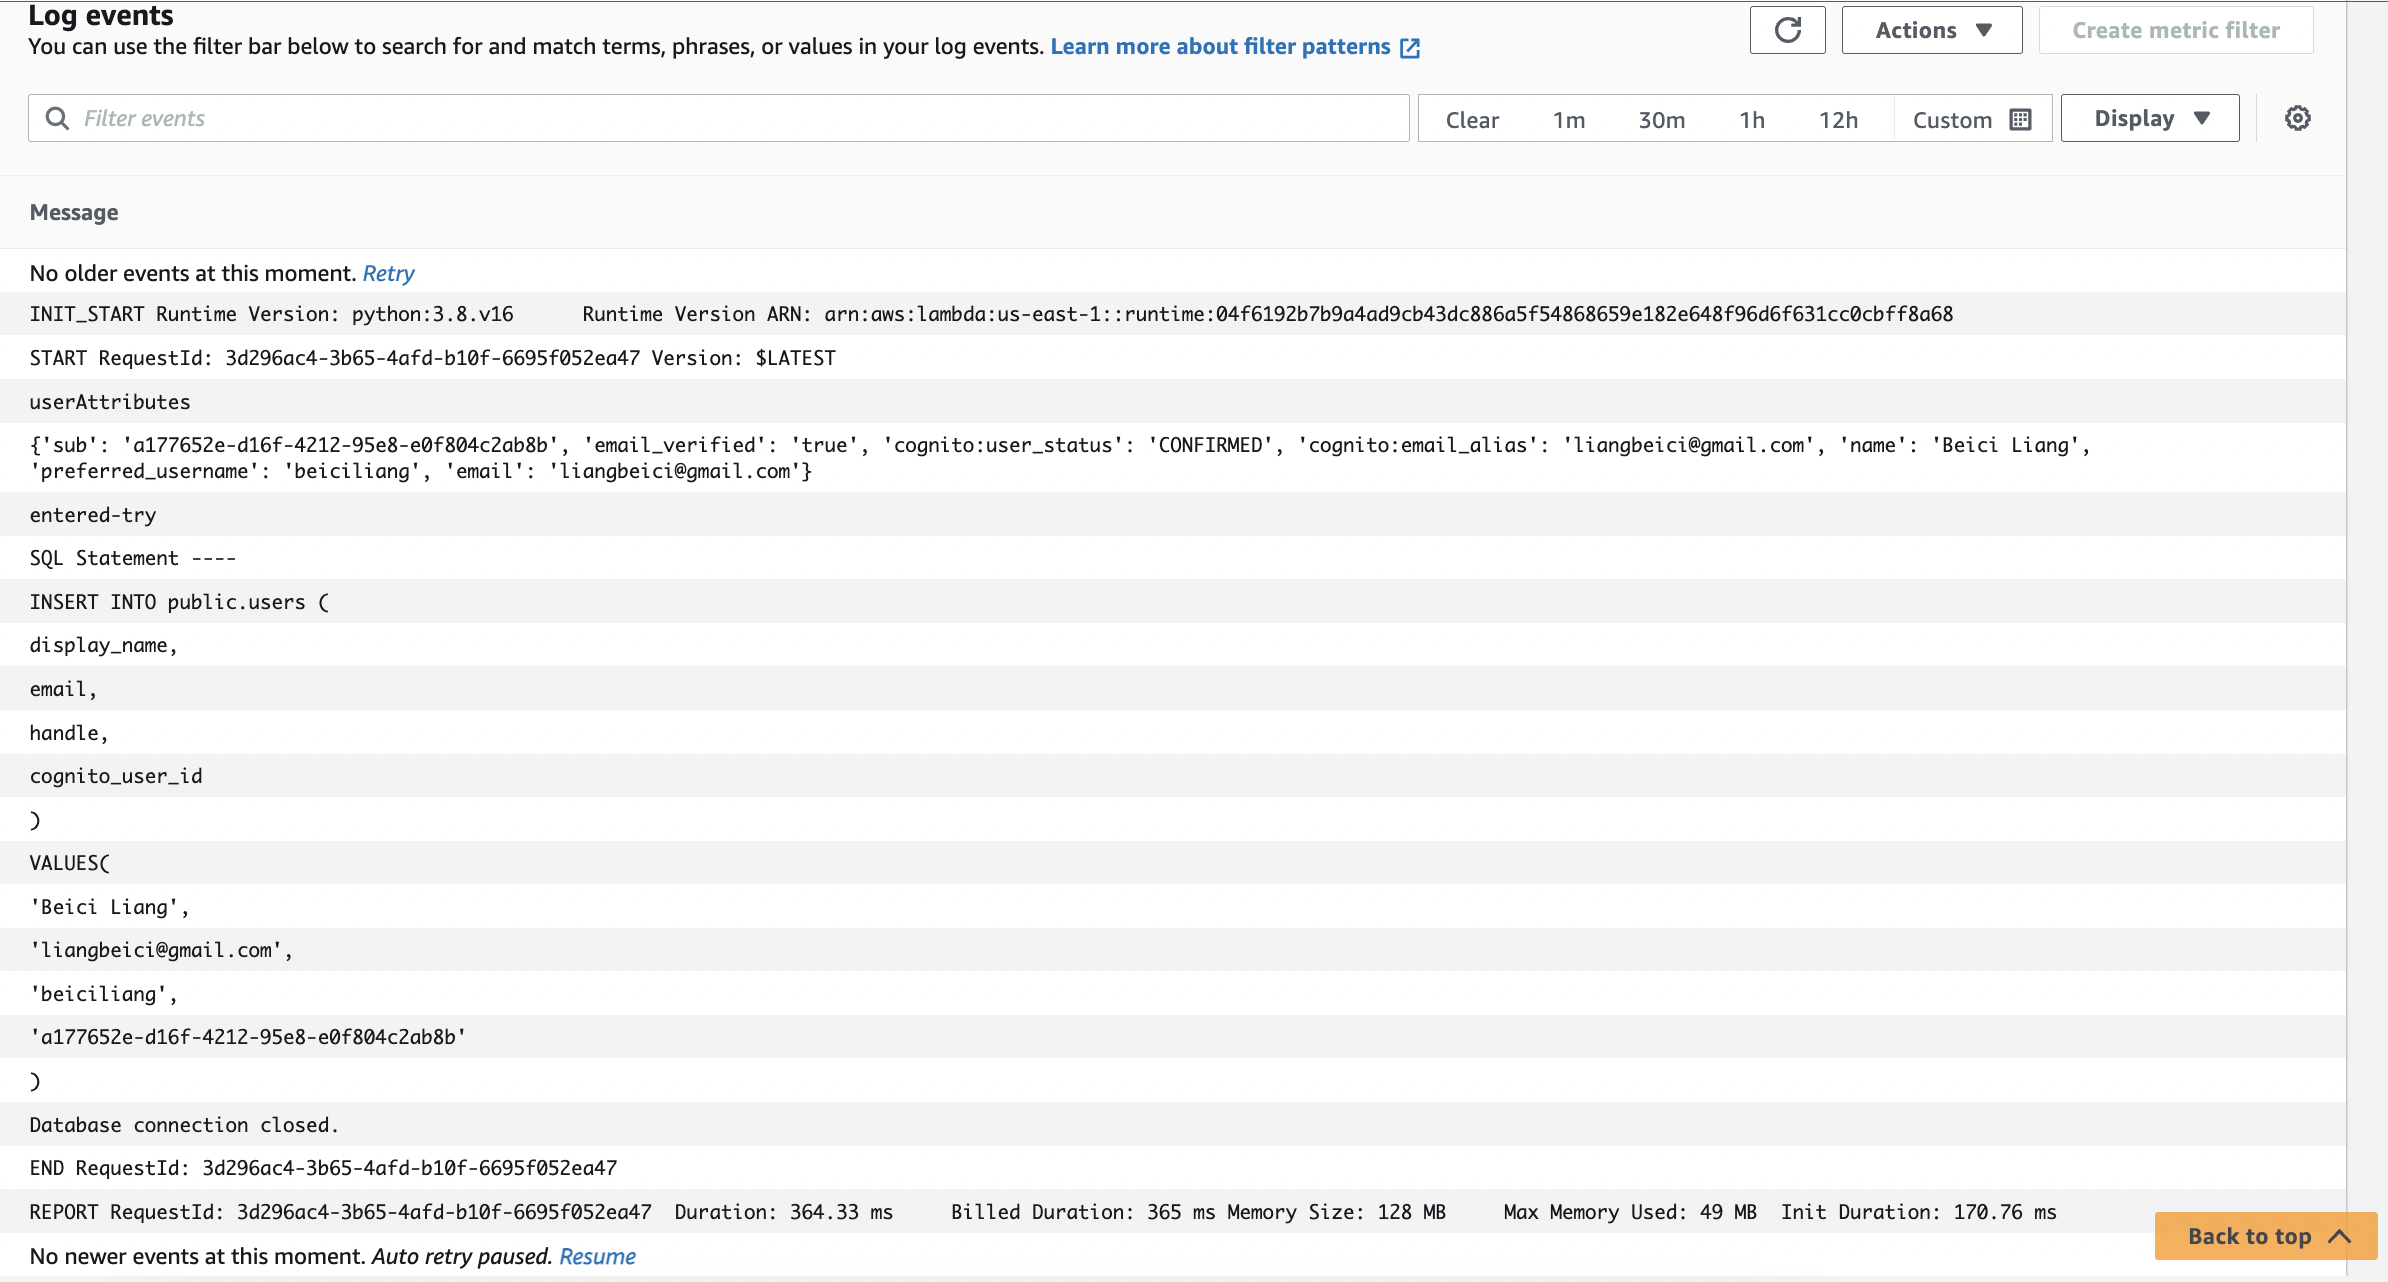 Log events
You can use the filter bar below to search for and match terms, phrases, or values in your log events. Learn more about filter patterns
Actions
Create metric filter
Filter events
Clear 1m 30m 1h 12h Custom
Display
Message
No older events at this moment. Retry
INIT_START Runtime Version: python:3.8.v16 Runtime Version ARN: arn:aws:lambda:us-east-1::runtime:04f6192b7b9a4ad9cb43dc886a5f54868659e182e648f96d6f631cc0cbff8a68
START RequestId: 3d296ac4-3b65-4afd-b10f-6695f052ea47 Version: $LATEST
userAttributes
{'sub': 'a177652e-d16f-4212-95e8-e0f804c2ab8b', 'email_verified': 'true', 'cognito:user_status': 'CONFIRMED', 'cognito:email_alias': 'liangbeici@gmail.com', 'name': 'Beici Liang',
'preferred_username': 'beiciliang', 'email': 'liangbeici@gmail.com'}
entered-try
SQL Statement ----
INSERT INTO public.users (
display_name,
email,
handle,
cognito_user_id
)
VALUES(
'Beici Liang',
'liangbeici@gmail.com',
'beiciliang',
'a177652e-d16f-4212-95e8-e0f804c2ab8b'
)
Database connection closed.
END RequestId: 3d296ac4-3b65-4afd-b10f-6695f052ea47
REPORT RequestId: 3d296ac4-3b65-4afd-b10f-6695f052ea47 Duration: 364.33 ms Billed Duration: 365 ms Memory Size: 128 MB Max Memory Used: 49 MB Init Duration: 170.76 ms
Back to top
No newer events at this moment. Auto retry paused. Resume